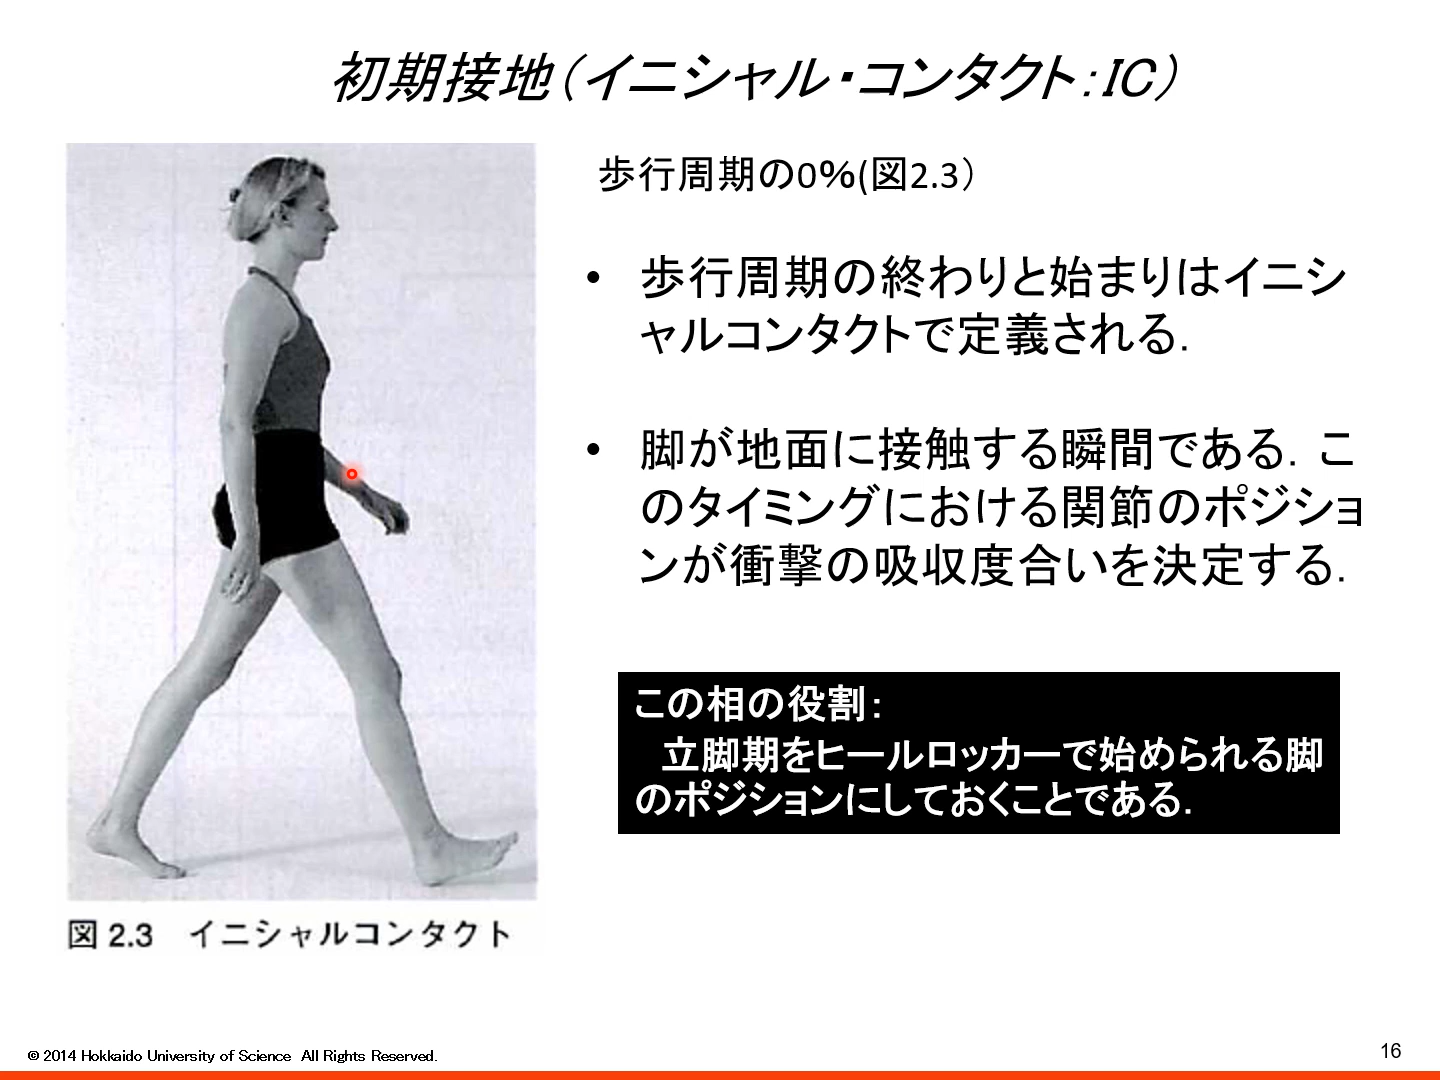 初期接地（イニシャル・コンタクト：IC）
歩行周期の0%(図2.3）
• 歩行周期の終わりと始まりはイニシ
ャルコンタクトで定義される．
• 脚が地面に接触する瞬間である．こ
のタイミングにおける関節のポジショ
ンが衝撃の吸収度合いを決定する．
この相の役割：
立脚期をヒールロッカーで始められる脚
のポジションにしておくことである．
図 2.3　イニシャルコンタクト
© 2014 Hokkaido University of Science All Rights Reserved.
16